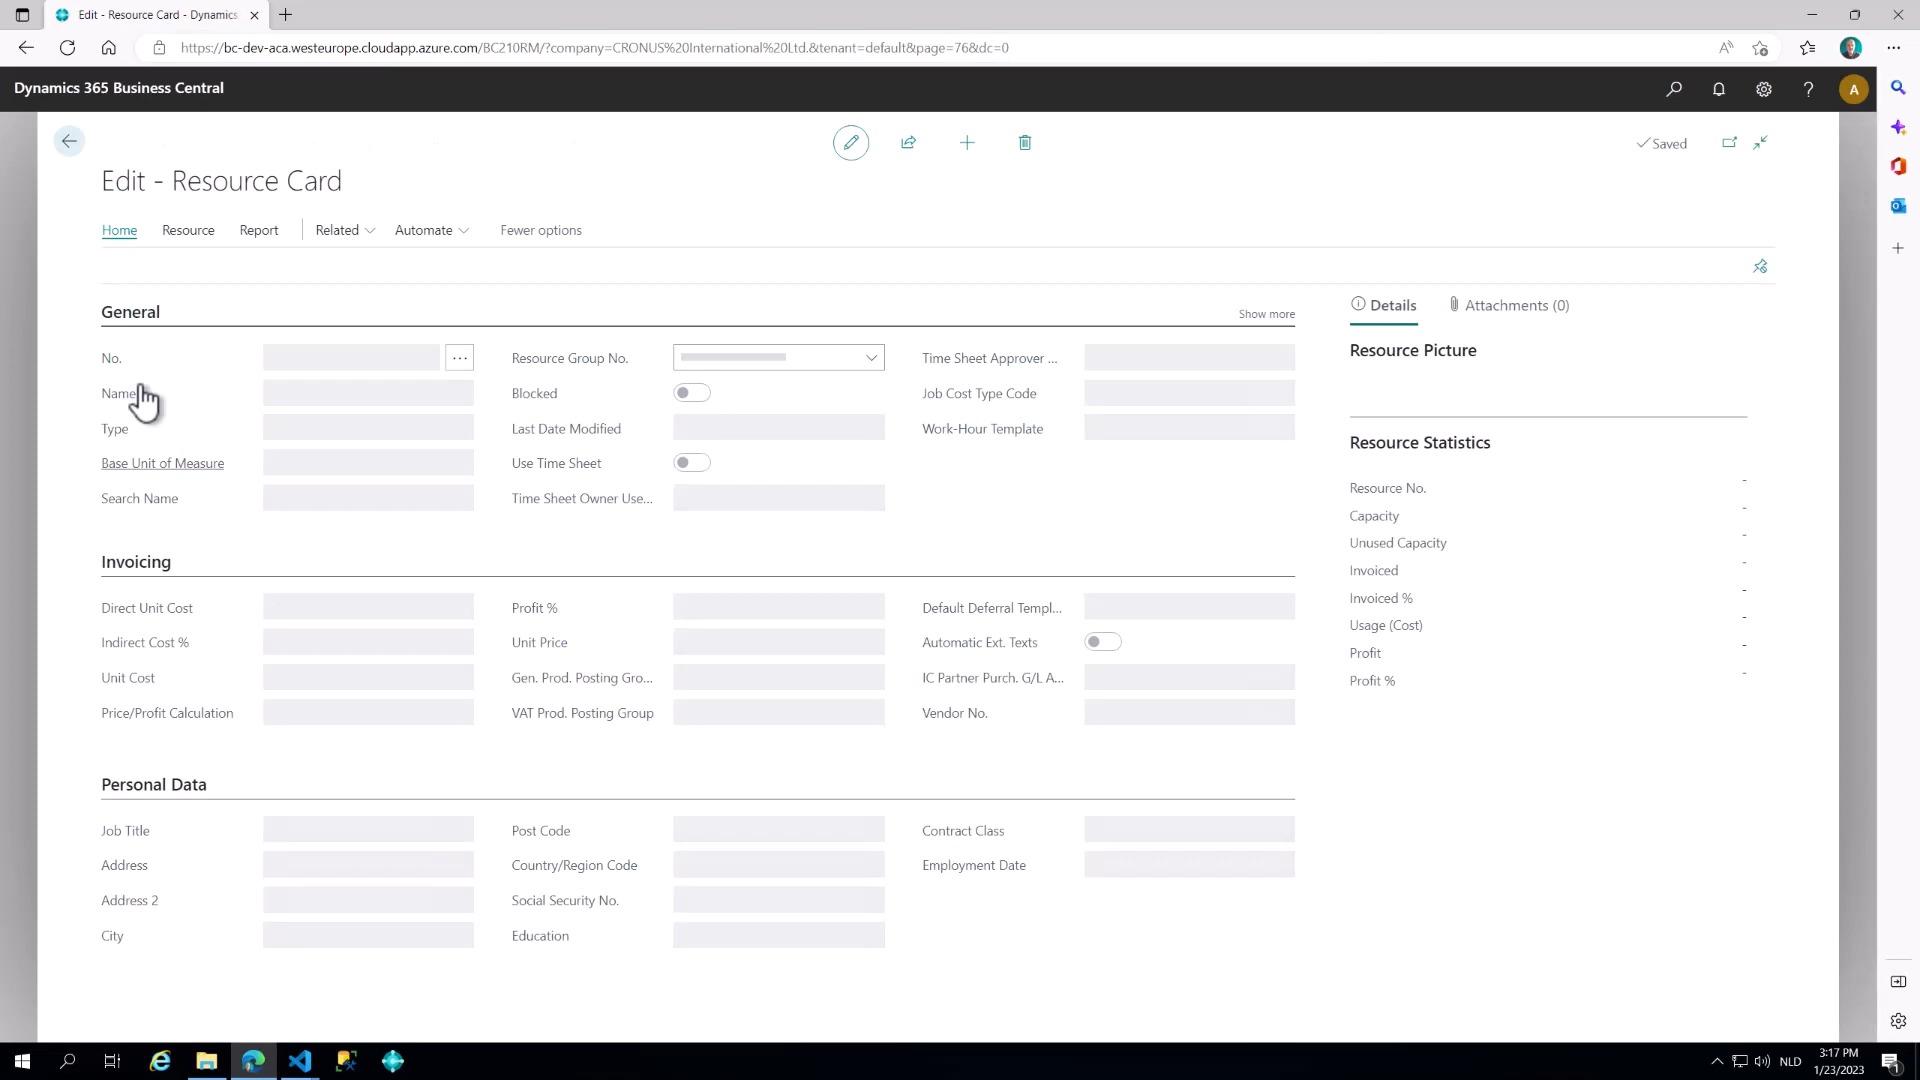 Edit - Resource Card - Dynamics
https://bc-dev-aca.westeurope.cloudapp.azure.com/BC210RM/?company=CRONUS%20International%20Ltd.&tenant=default&page=76&dc=0
Dynamics 365 Business Central
A
Saved
Edit - Resource Card
Home Resource Report Related Automate Fewer options
General
Show more
No.
Name
Type
Base Unit of Measure
Search Name
Resource Group No.
Blocked
Last Date Modified
Use Time Sheet
Time Sheet Owner Use...
Time Sheet Approver ...
Job Cost Type Code
Work-Hour Template
Invoicing
Direct Unit Cost
Indirect Cost %
Unit Cost
Price/Profit Calculation
Profit %
Unit Price
Gen. Prod. Posting Gro...
VAT Prod. Posting Group
Default Deferral Templ...
Automatic Ext. Texts
IC Partner Purch. G/L A...
Vendor No.
Personal Data
Job Title
Address
Address 2
City
Post Code
Country/Region Code
Social Security No.
Education
Contract Class
Employment Date
Details Attachments (0)
Resource Picture
Resource Statistics
Resource No. -
Capacity -
Unused Capacity -
Invoiced -
Invoiced % -
Usage (Cost) -
Profit -
Profit % -
NLD
3:17 PM
1/23/2023
1